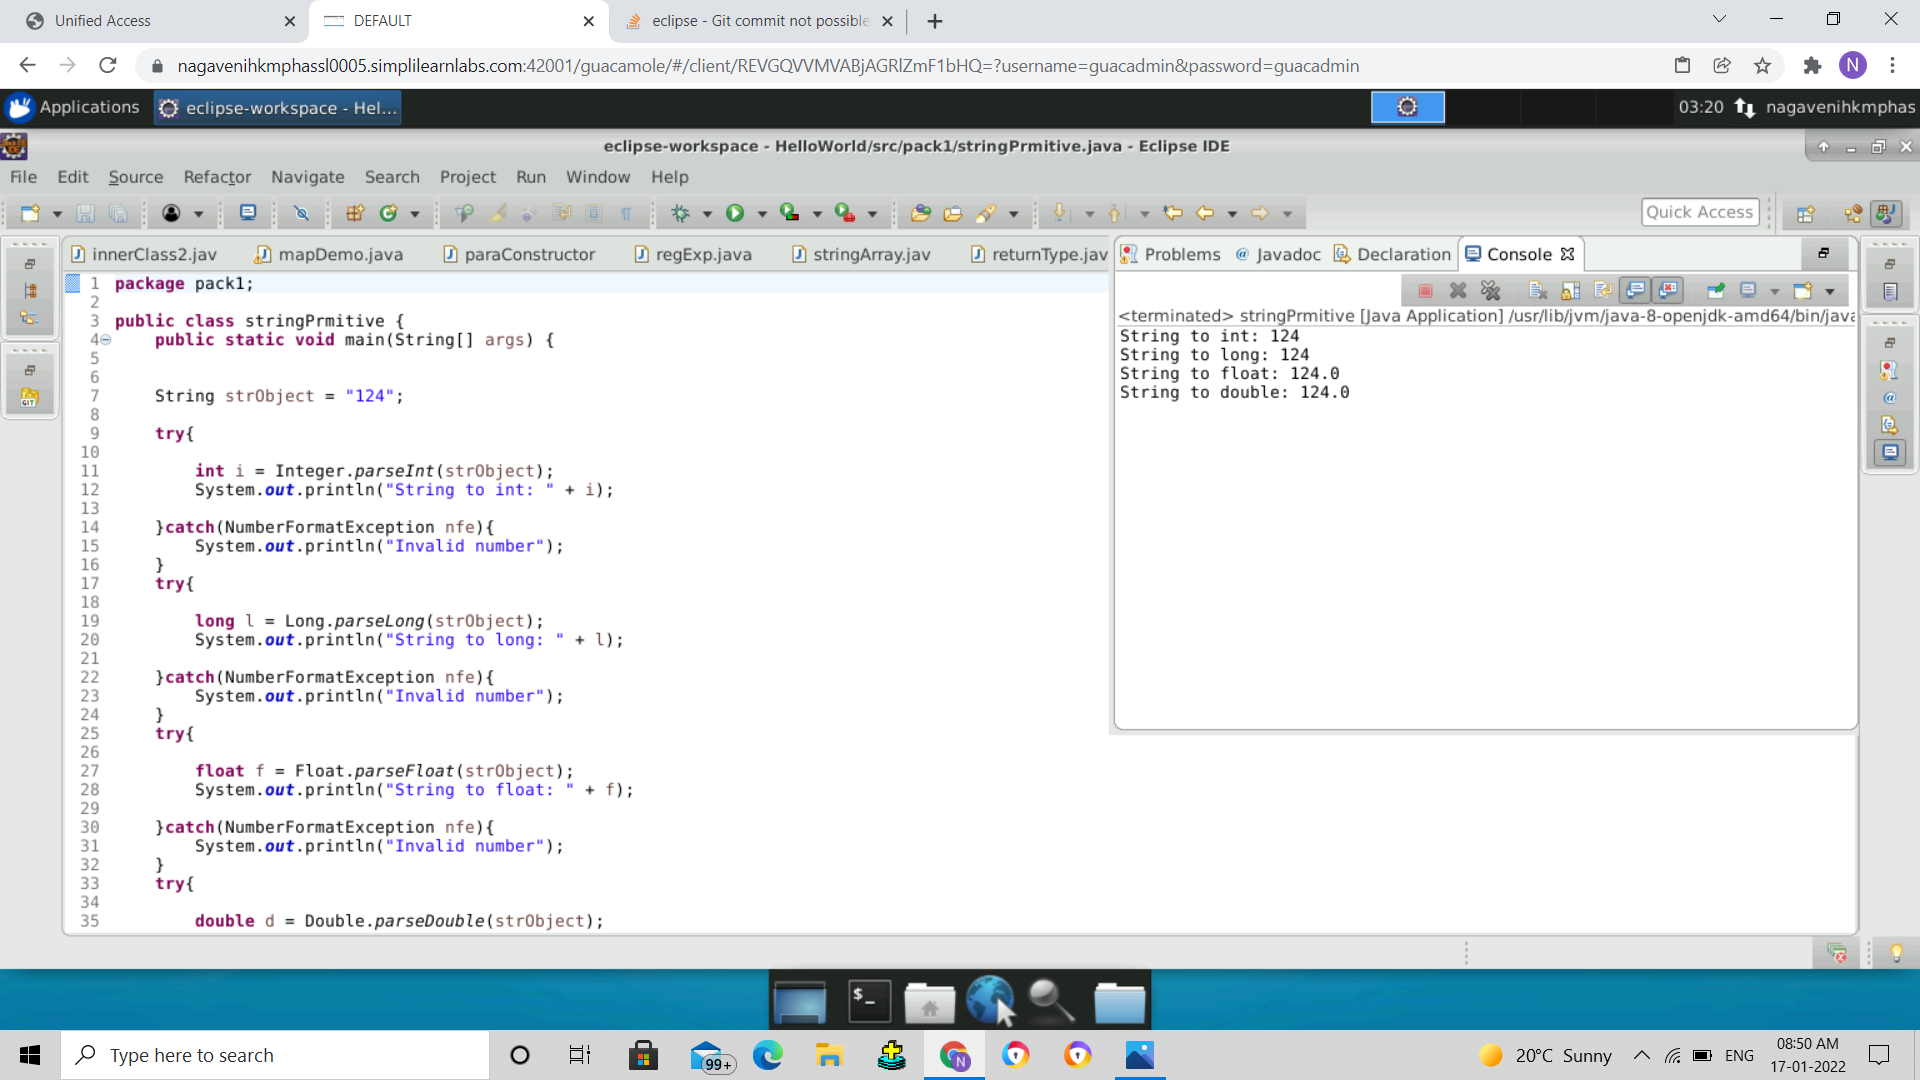 Unified Access
DEFAULT
eclipse - Git commit not possible
nagavenihkmphassl0005.simplilearnlabs.com:42001/guacamole/#/client/REVGQVVMVABjAGRlZmF1bHQ=?username=guacadmin&password=guacadmin
N
Applications
eclipse-workspace - Hel...
03:20
nagavenihkmphas
eclipse-workspace - HelloWorld/src/pack1/stringPrmitive.java - Eclipse IDE
File Edit Source Refactor Navigate Search Project Run Window Help
Quick Access
innerClass2.jav
mapDemo.java
paraConstructor
regExp.java
stringArray.jav
returnType.jav
Problems
Javadoc
Declaration
Console
<terminated> stringPrmitive [Java Application] /usr/lib/jvm/java-8-openjdk-amd64/bin/java
String to int: 124
String to long: 124
String to float: 124.0
String to double: 124.0
1 package pack1;
2
3 public class stringPrmitive {
4 public static void main(String[] args) {
5
6
7 String strObject = "124";
8
9 try{
10
11 int i = Integer.parseInt(strObject);
12 System.out.println("String to int: " + i);
13
14 }catch(NumberFormatException nfe){
15 System.out.println("Invalid number");
16 }
17 try{
18
19 long l = Long.parseLong(strObject);
20 System.out.println("String to long: " + l);
21
22 }catch(NumberFormatException nfe){
23 System.out.println("Invalid number");
24 }
25 try{
26
27 float f = Float.parseFloat(strObject);
28 System.out.println("String to float: " + f);
29
30 }catch(NumberFormatException nfe){
31 System.out.println("Invalid number");
32 }
33 try{
34
35 double d = Double.parseDouble(strObject);
GIT
$_
Type here to search
99+
N
20°C Sunny
ENG
08:50 AM
17-01-2022